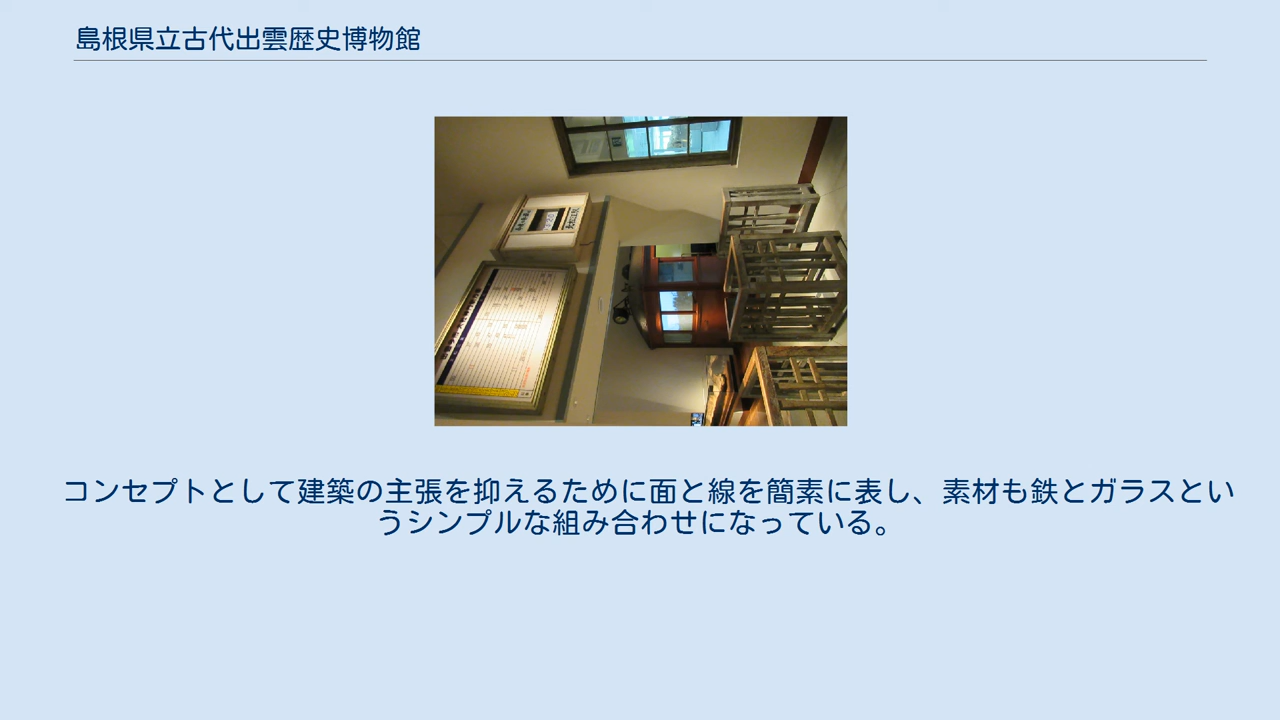 島根県立古代出雲歴史博物館
コンセプトとして建築の主張を抑えるために面と線を簡素に表し、素材も鉄とガラスとい
うシンプルな組み合わせになっている。